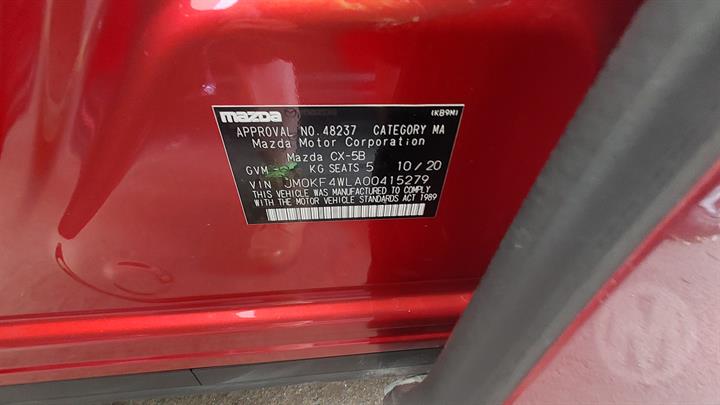 mazda (KB9M)
APPROVAL NO.48237 CATEGORY MA
Mazda Motor Corporation
Mazda CX-5B
GVM KG SEATS 5 10/20
VIN JM0KF4WLA00415279
THIS VEHICLE WAS MANUFACTURED TO COMPLY
WITH THE MOTOR VEHICLE STANDARDS ACT 1989
M